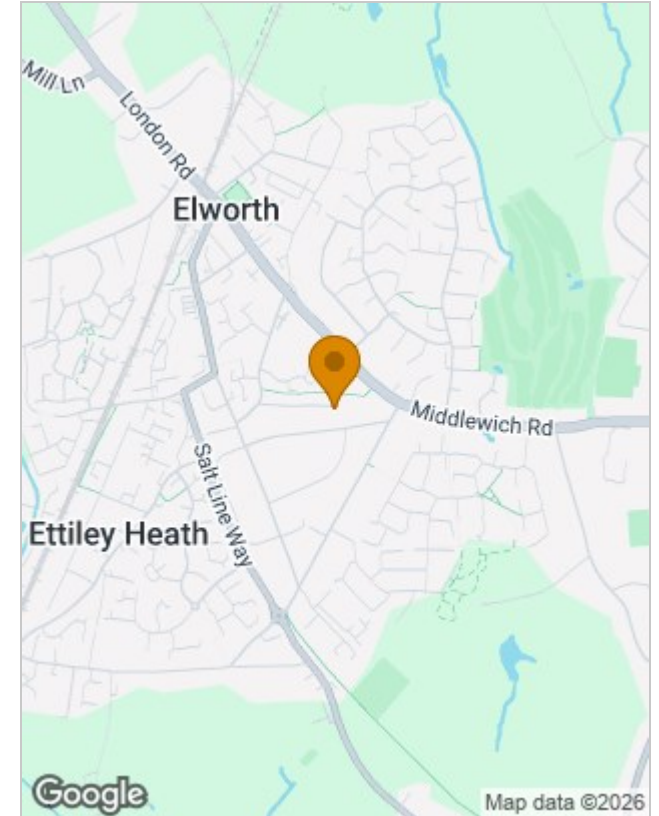 Mill Ln
London Rd
Elworth
Middlewich Rd
Salt Line Way
Ettiley Heath
Google
Map data ©2026